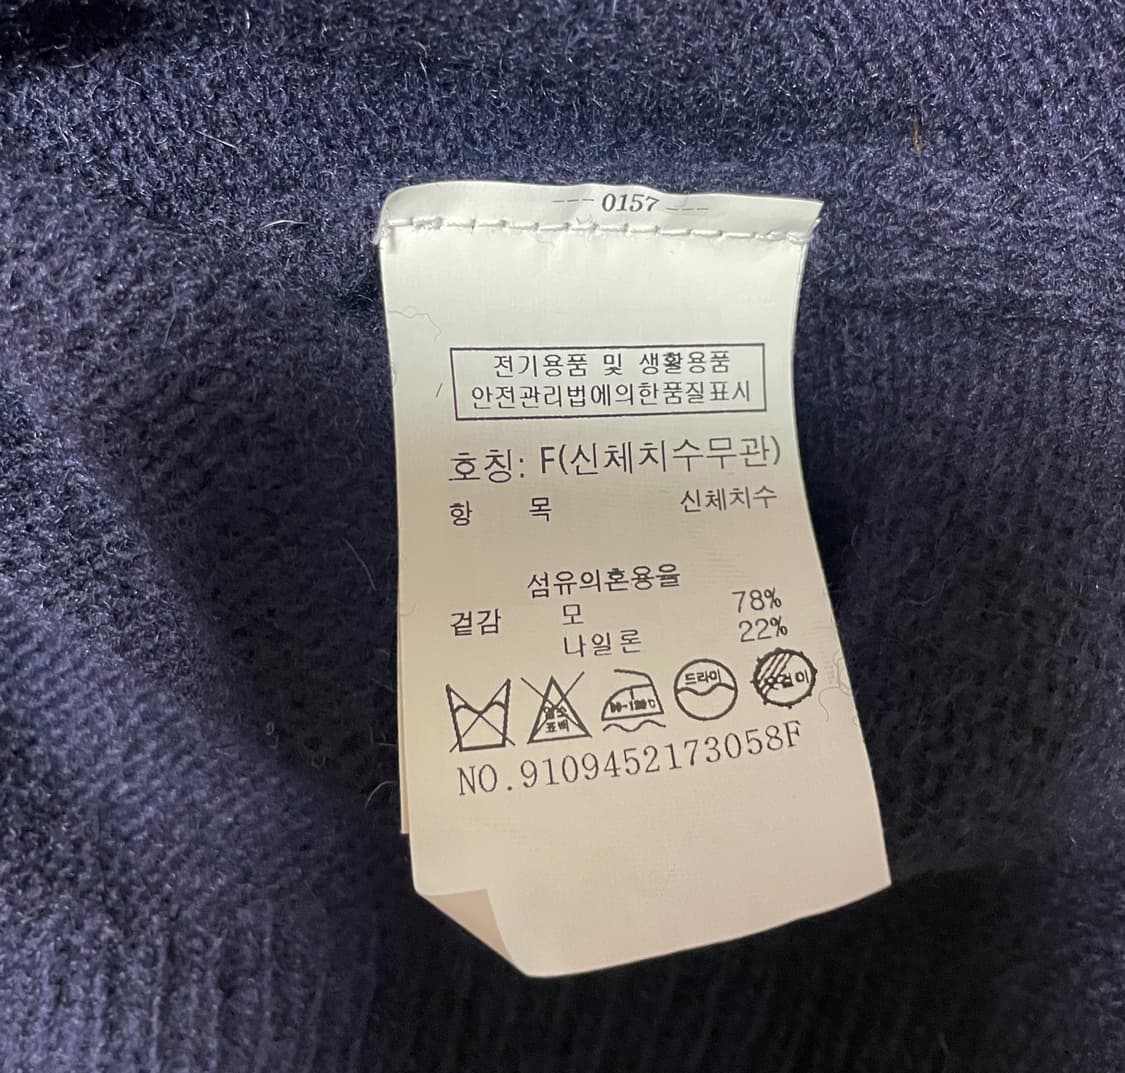 --- 0157 ---
전기용품 및 생활용품
안전관리법에의한품질표시
호칭: F(신체치수무관)
항 목 신체치수
섬유의혼용율
겉감 모 78%
나일론 22%
표백
드라이
NO.9109452173058F